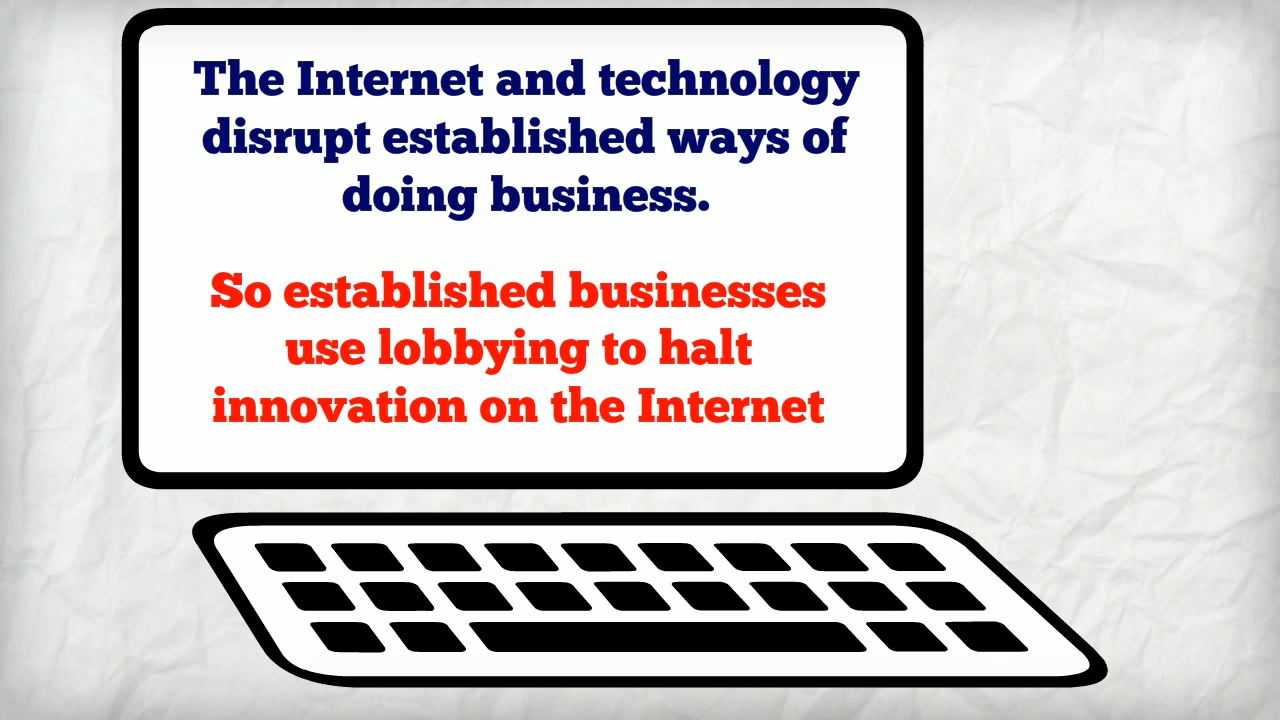 The Internet and technology
disrupt established ways of
doing business.
So established businesses
use lobbying to halt
innovation on the Internet